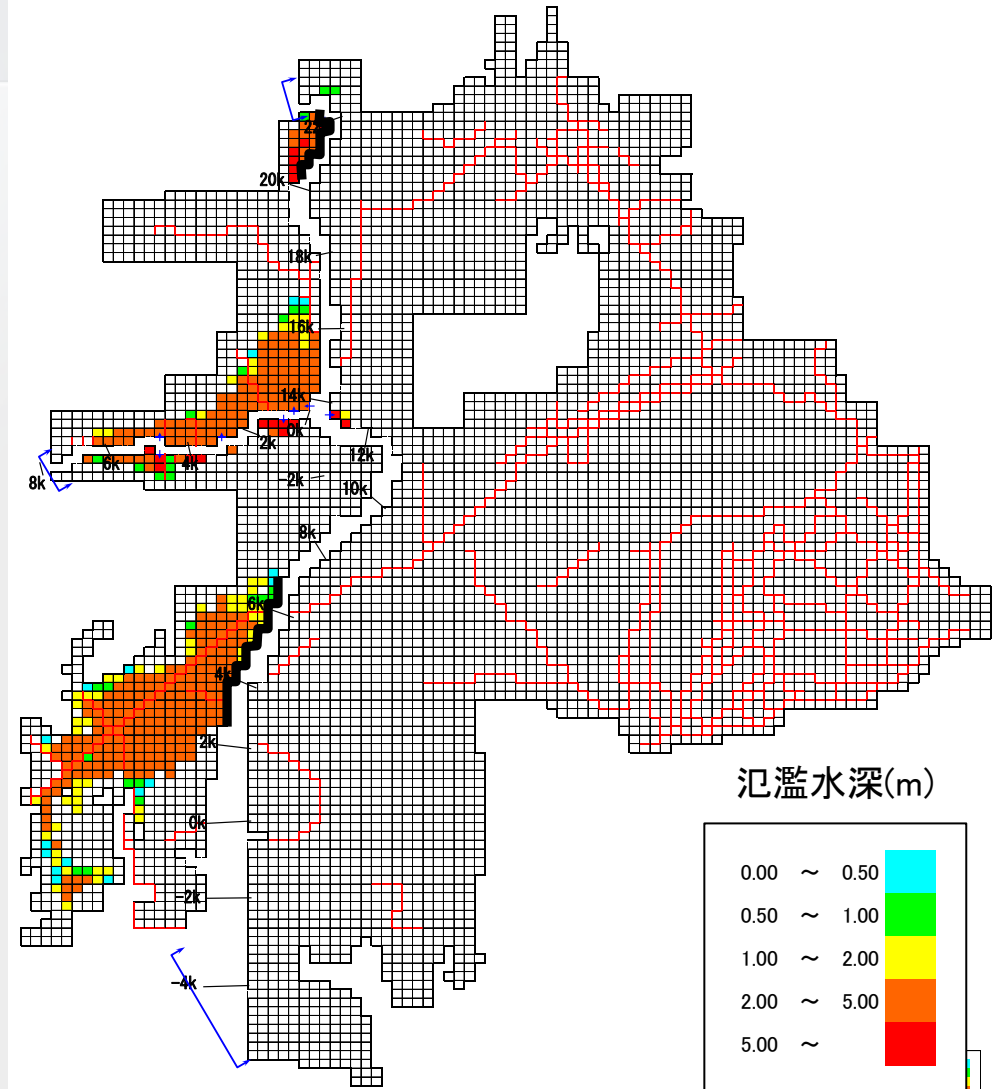 22k
20k
18k
16k
14k
0k
2k
12k
6k
4k
8k
-2k
10k
8k
6k
4k
2k
0k
-2k
-4k
氾濫水深(m)
0.00 ～ 0.50
0.50 ～ 1.00
1.00 ～ 2.00
2.00 ～ 5.00
5.00 ～